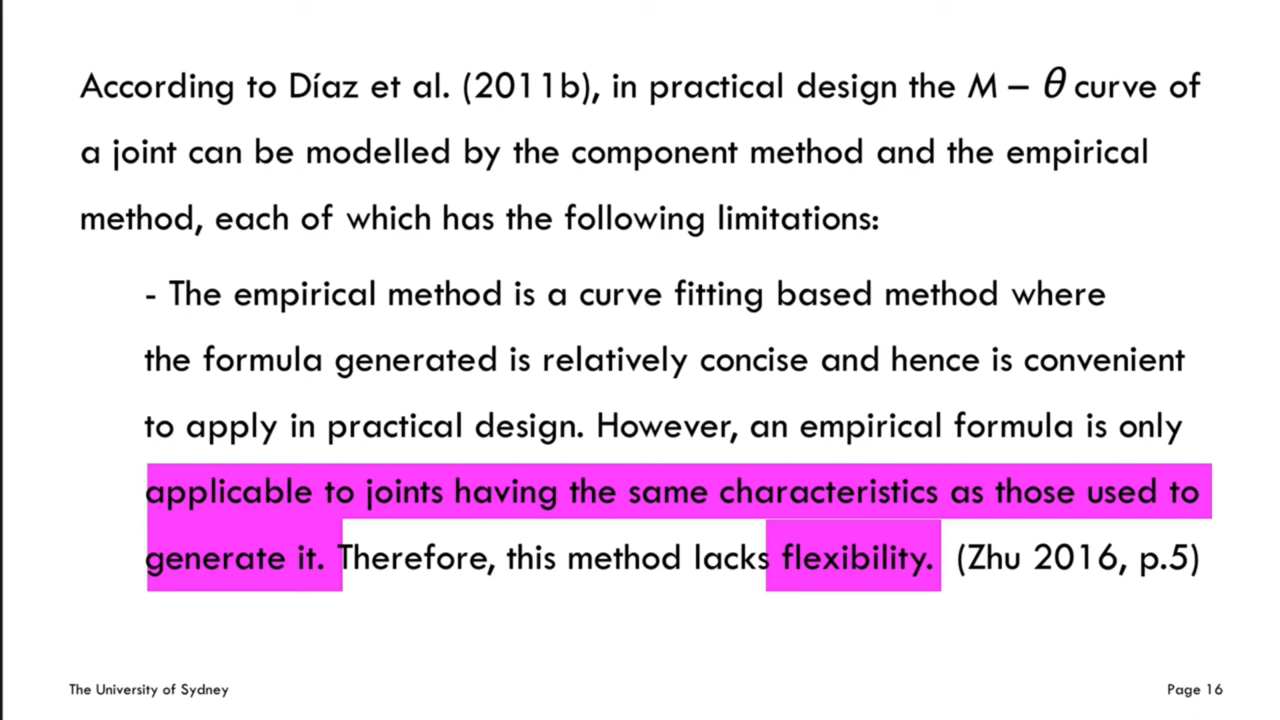 According to Díaz et al. (2011b), in practical design the M – θ curve of
a joint can be modelled by the component method and the empirical
method, each of which has the following limitations:
- The empirical method is a curve fitting based method where
the formula generated is relatively concise and hence is convenient
to apply in practical design. However, an empirical formula is only
applicable to joints having the same characteristics as those used to
generate it. Therefore, this method lacks flexibility. (Zhu 2016, p.5)
The University of Sydney
Page 16